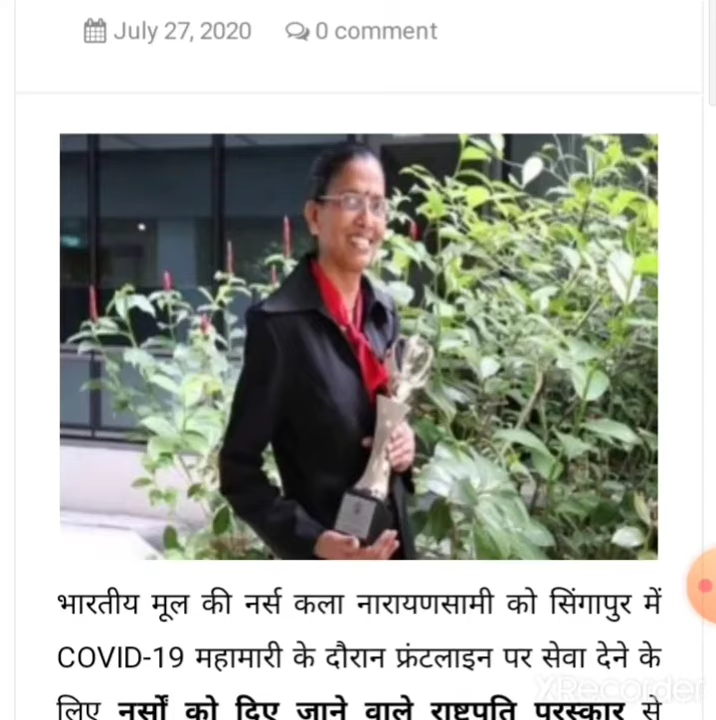 July 27, 2020 0 comment
भारतीय मूल की नर्स कला नारायणसामी को सिंगापुर में
COVID-19 महामारी के दौरान फ्रंटलाइन पर सेवा देने के
लिए नर्सों को दिए जाने वाले राष्ट्रपति पुरस्कार से
XRecorder